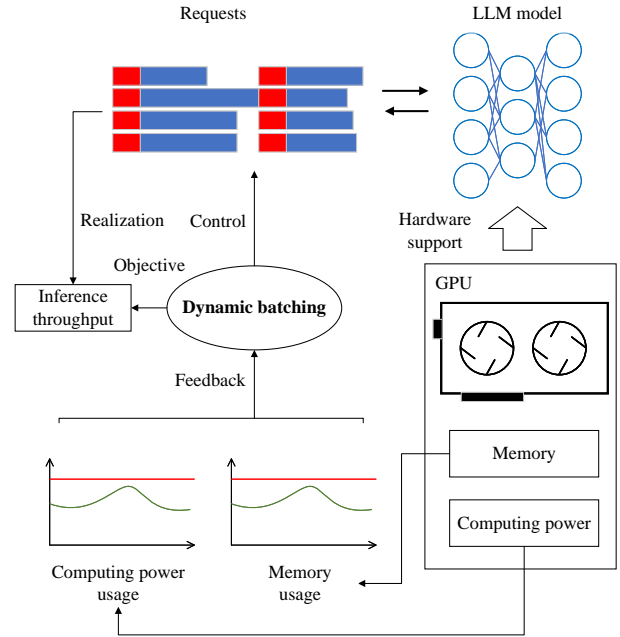 Requests
LLM model
Realization
Control
Hardware
support
Objective
GPU
Inference
throughput
Dynamic batching
Feedback
Memory
Computing power
Computing power
usage
Memory
usage